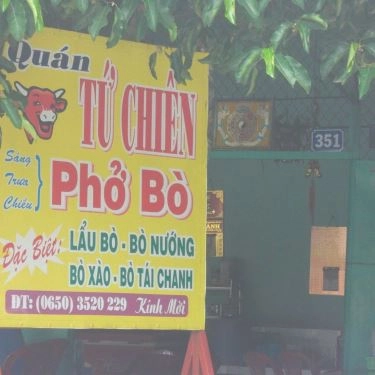 Quán
TỨ CHIÊN
Sáng
Trưa
Chiều
Phở Bò
Đặc Biệt:
LẨU BÒ - BÒ NƯỚNG
BÒ XÀO - BÒ TÁI CHANH
ĐT: (0650) 3520 229 Kính Mời
351